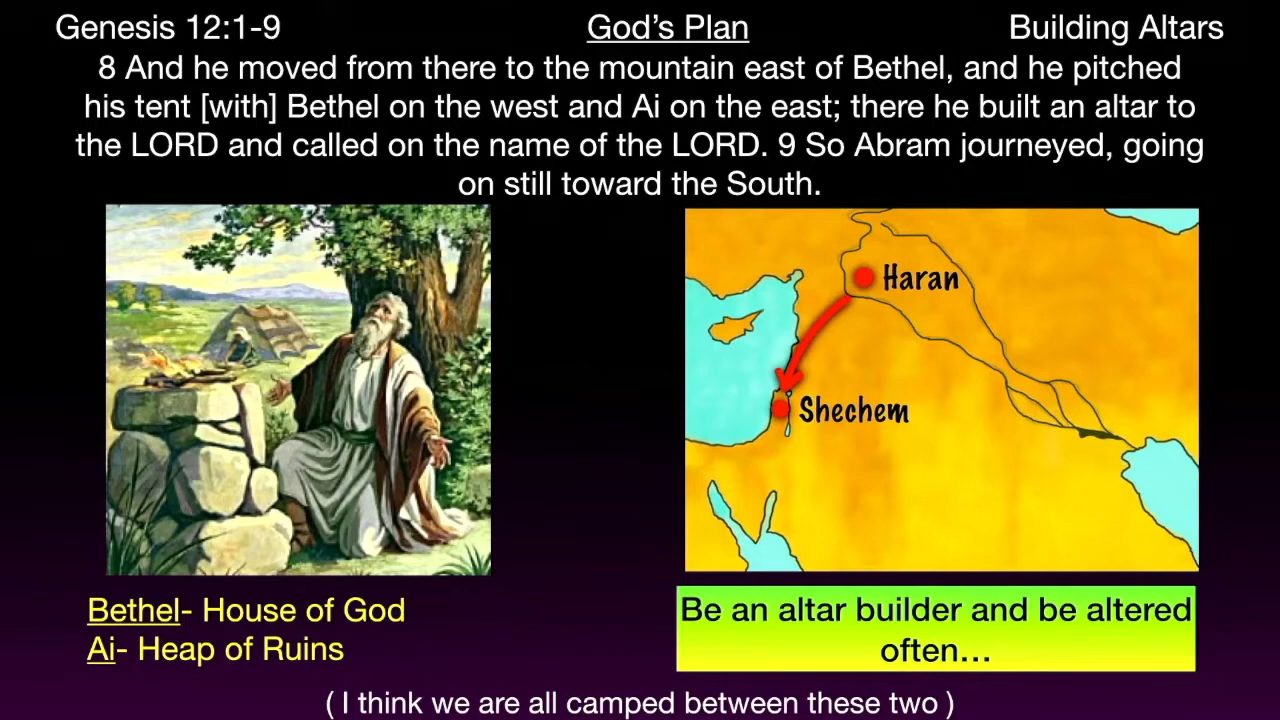 Genesis 12:1-9
God's Plan
Building Altars
8 And he moved from there to the mountain east of Bethel, and he pitched
his tent [with] Bethel on the west and Ai on the east; there he built an altar to
the LORD and called on the name of the LORD. 9 So Abram journeyed, going
on still toward the South.
Haran
Shechem
Bethel- House of God
Ai- Heap of Ruins
Be an altar builder and be altered
often…
( I think we are all camped between these two )